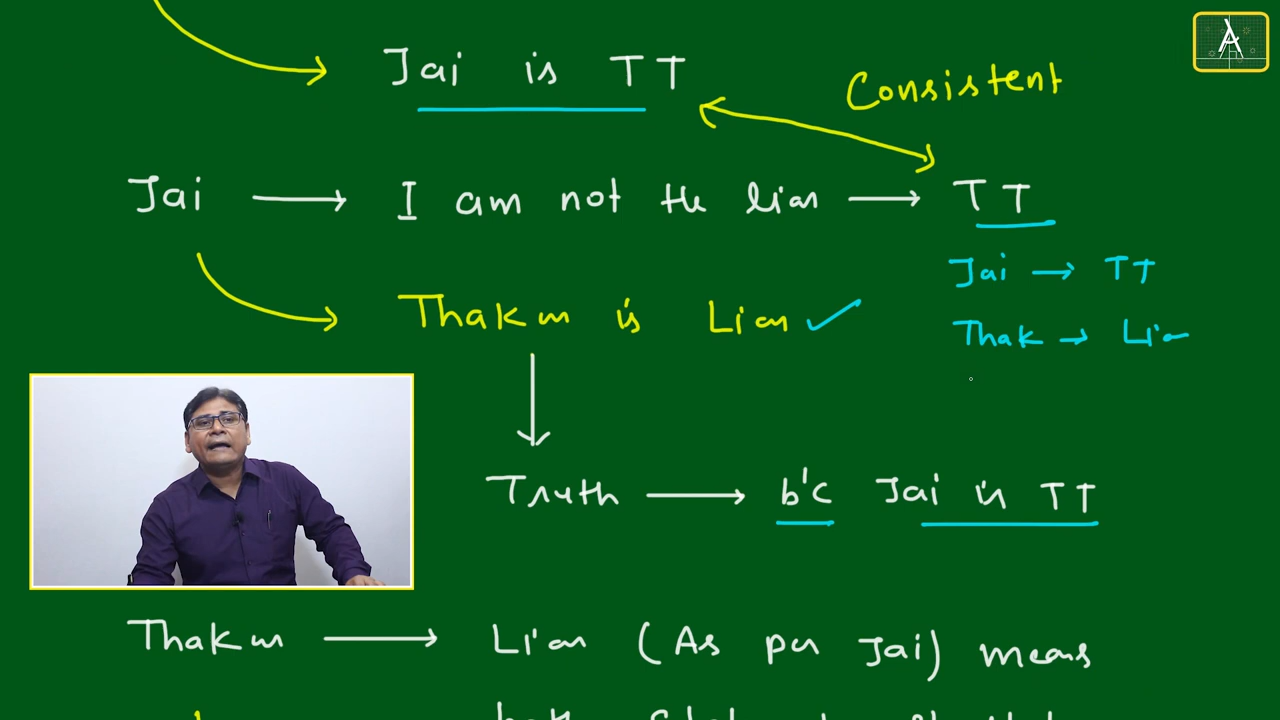 Jai is TT
Consistent
Jai → I am not the liar → TT
Jai → TT
Thakur is Liar ✓
Thak → Liar
Truth → b'c Jai is TT
Thakur → Liar (As per Jai) means